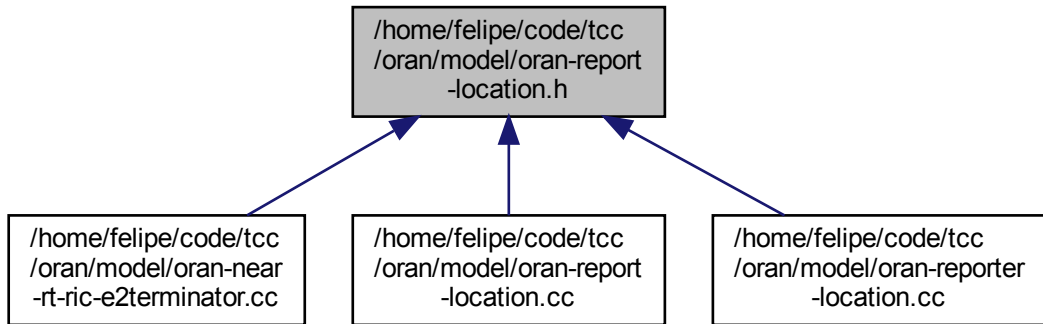 /home/felipe/code/tcc
/oran/model/oran-report
-location.h
/home/felipe/code/tcc
/oran/model/oran-near
-rt-ric-e2terminator.cc
/home/felipe/code/tcc
/oran/model/oran-report
-location.cc
/home/felipe/code/tcc
/oran/model/oran-reporter
-location.cc